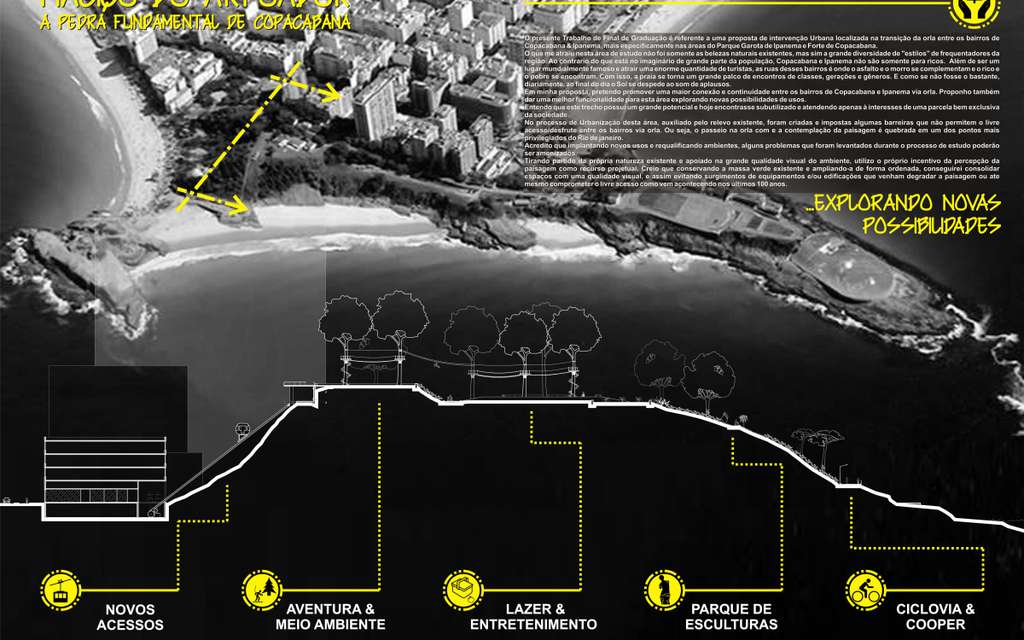 MACIÇO DO ARPOADOR
A PEDRA FUNDAMENTAL DE COPACABANA
O presente Trabalho de Final de Graduação é referente a uma proposta de intervenção Urbana localizada na transição da orla entre os bairros de
Copacabana & Ipanema, mais especificamente nas áreas do Parque Garota de Ipanema e Forte de Copacabana.
O que me atraiu nesta área de estudo não foi somente as belezas naturais existentes, mas sim a grande diversidade de "estilos" de frequentadores da
região. Ao contrario do que está no imaginário de grande parte da população, Copacabana e Ipanema não são somente para ricos. Além de ser um
lugar mundialmente famoso e atrair uma enorme quantidade de turistas, as ruas desses bairros é onde o asfalto e o morro se complementam e o rico e
o pobre se encontram. Com isso, a praia se torna um grande palco de encontros de classes, gerações e gêneros. E como se não fosse o bastante,
diariamente, ao final do dia o Sol se despede ao som de aplausos.
Em minha proposta, pretendo promover uma maior conexão e continuidade entre os bairros de Copacabana e Ipanema via orla. Proponho também
dar uma melhor funcionalidade para esta área explorando novas possibilidades de usos.
Entendo que este trecho possui um grande potencial e hoje encontrasse subutilizado e atendendo apenas à interesses de uma parcela bem exclusiva
da sociedade.
No processo de Urbanização desta área, auxiliado pelo relevo existente, foram criadas e impostas algumas barreiras que não permitem o livre
acesso/desfrute entre os bairros via orla. Ou seja, o passeio na orla com e a contemplação da paisagem é quebrada em um dos pontos mais
privilegiados do Rio de janeiro.
Acredito que implantando novos usos e requalificando ambientes, alguns problemas que foram levantados durante o processo de estudo poderão
ser amenizados.
Tirando partido da própria natureza existente e apoiado na grande qualidade visual do ambiente, utilizo o próprio incentivo da percepção da
paisagem como recurso projetual. Creio que conservando a massa verde existente e ampliando-a de forma ordenada, conseguirei consolidar
espaços com uma qualidade visual, e assim evitando surgimentos de equipamentos e/ou edificações que venham degradar a paisagem ou ate
mesmo comprometer o livre acesso como vem acontecendo nos últimos 100 anos.
...EXPLORANDO NOVAS
POSSIBILIDADES
NOVOS
ACESSOS
AVENTURA &
MEIO AMBIENTE
LAZER &
ENTRETENIMENTO
PARQUE DE
ESCULTURAS
CICLOVIA &
COOPER